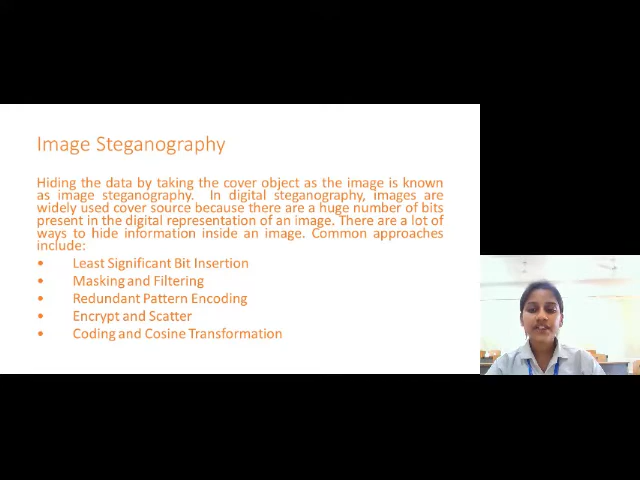 Image Steganography
Hiding the data by taking the cover object as the image is known
as image steganography. In digital steganography, images are
widely used cover source because there are a huge number of bits
present in the digital representation of an image. There are a lot of
ways to hide information inside an image. Common approaches
include:
• Least Significant Bit Insertion
• Masking and Filtering
• Redundant Pattern Encoding
• Encrypt and Scatter
• Coding and Cosine Transformation